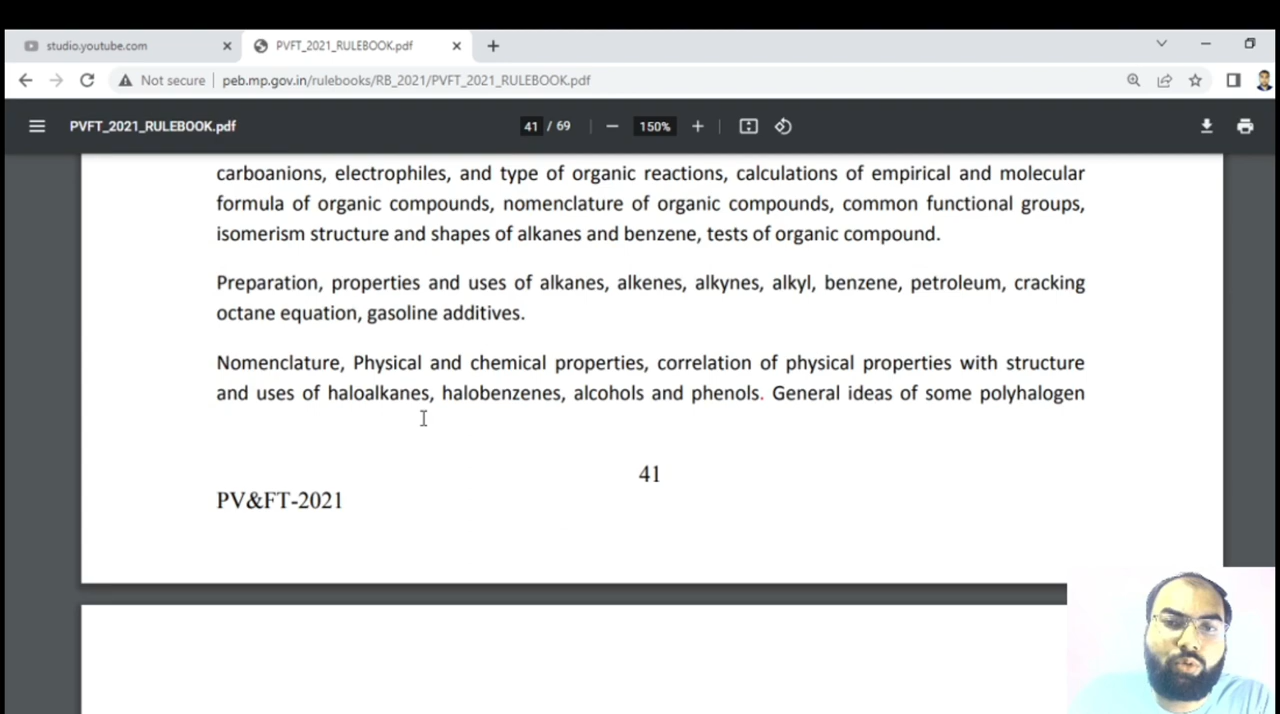 studio.youtube.com
PVFT_2021_RULEBOOK.pdf
Not secure
peb.mp.gov.in/rulebooks/RB_2021/PVFT_2021_RULEBOOK.pdf
PVFT_2021_RULEBOOK.pdf
41 / 69
150%
carboanions, electrophiles, and type of organic reactions, calculations of empirical and molecular
formula of organic compounds, nomenclature of organic compounds, common functional groups,
isomerism structure and shapes of alkanes and benzene, tests of organic compound.
Preparation, properties and uses of alkanes, alkenes, alkynes, alkyl, benzene, petroleum, cracking
octane equation, gasoline additives.
Nomenclature, Physical and chemical properties, correlation of physical properties with structure
and uses of haloalkanes, halobenzenes, alcohols and phenols. General ideas of some polyhalogen
41
PV&FT-2021